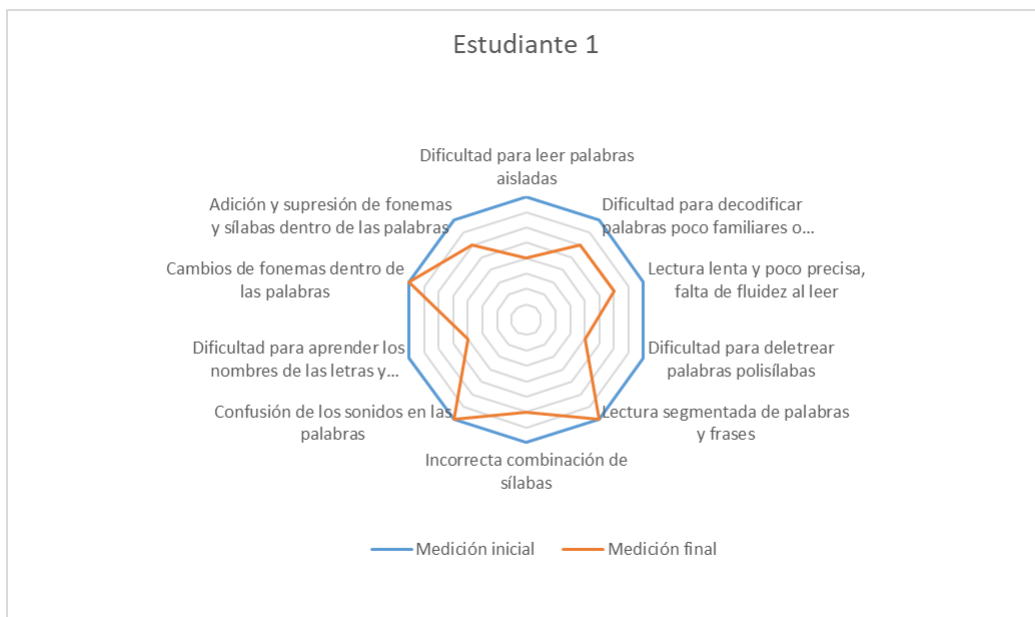 Estudiante 1
Dificultad para leer palabras
aisladas
Dificultad para decodificar
palabras poco familiares o...
Lectura lenta y poco precisa,
falta de fluidez al leer
Dificultad para deletrear
palabras polisílabas
Lectura segmentada de palabras
y frases
Incorrecta combinación de
sílabas
Confusión de los sonidos en las
palabras
Dificultad para aprender los
nombres de las letras y...
Cambios de fonemas dentro de
las palabras
Adición y supresión de fonemas
y sílabas dentro de las palabras
Medición inicial
Medición final